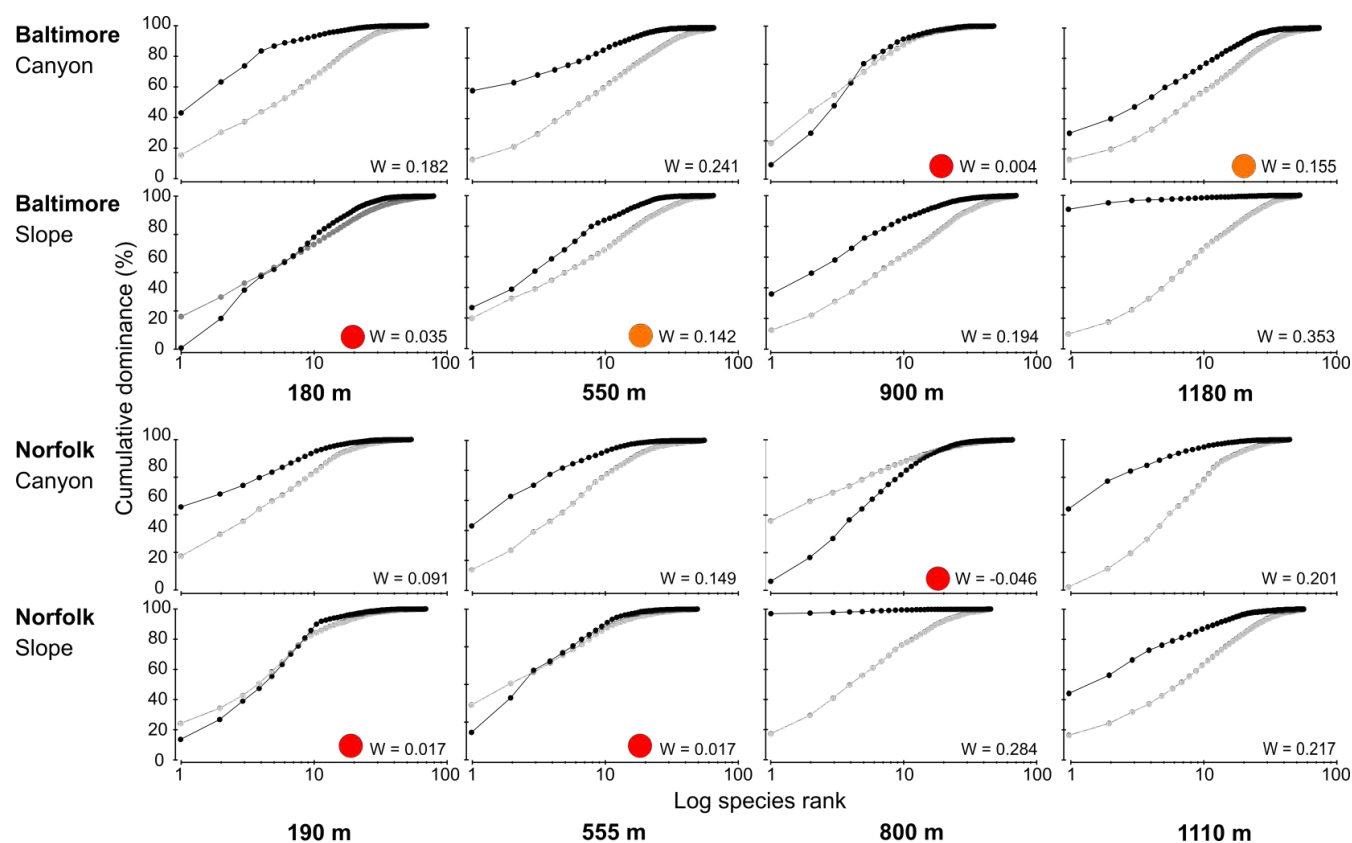 Baltimore
Canyon
100
80
60
40
20
0
W = 0.182
W = 0.241
W = 0.004
W = 0.155
Baltimore
Slope
100
80
60
40
20
0
W = 0.035
W = 0.142
W = 0.194
W = 0.353
1 10 100
1 10 100
1 10 100
1 10 100
180 m
550 m
900 m
1180 m
Cumulative dominance (%)
Norfolk
Canyon
100
80
60
40
20
0
W = 0.091
W = 0.149
W = -0.046
W = 0.201
Norfolk
Slope
100
80
60
40
20
0
W = 0.017
W = 0.017
W = 0.284
W = 0.217
1 10 100
1 10 100
1 10 100
1 10 100
Log species rank
190 m
555 m
800 m
1110 m